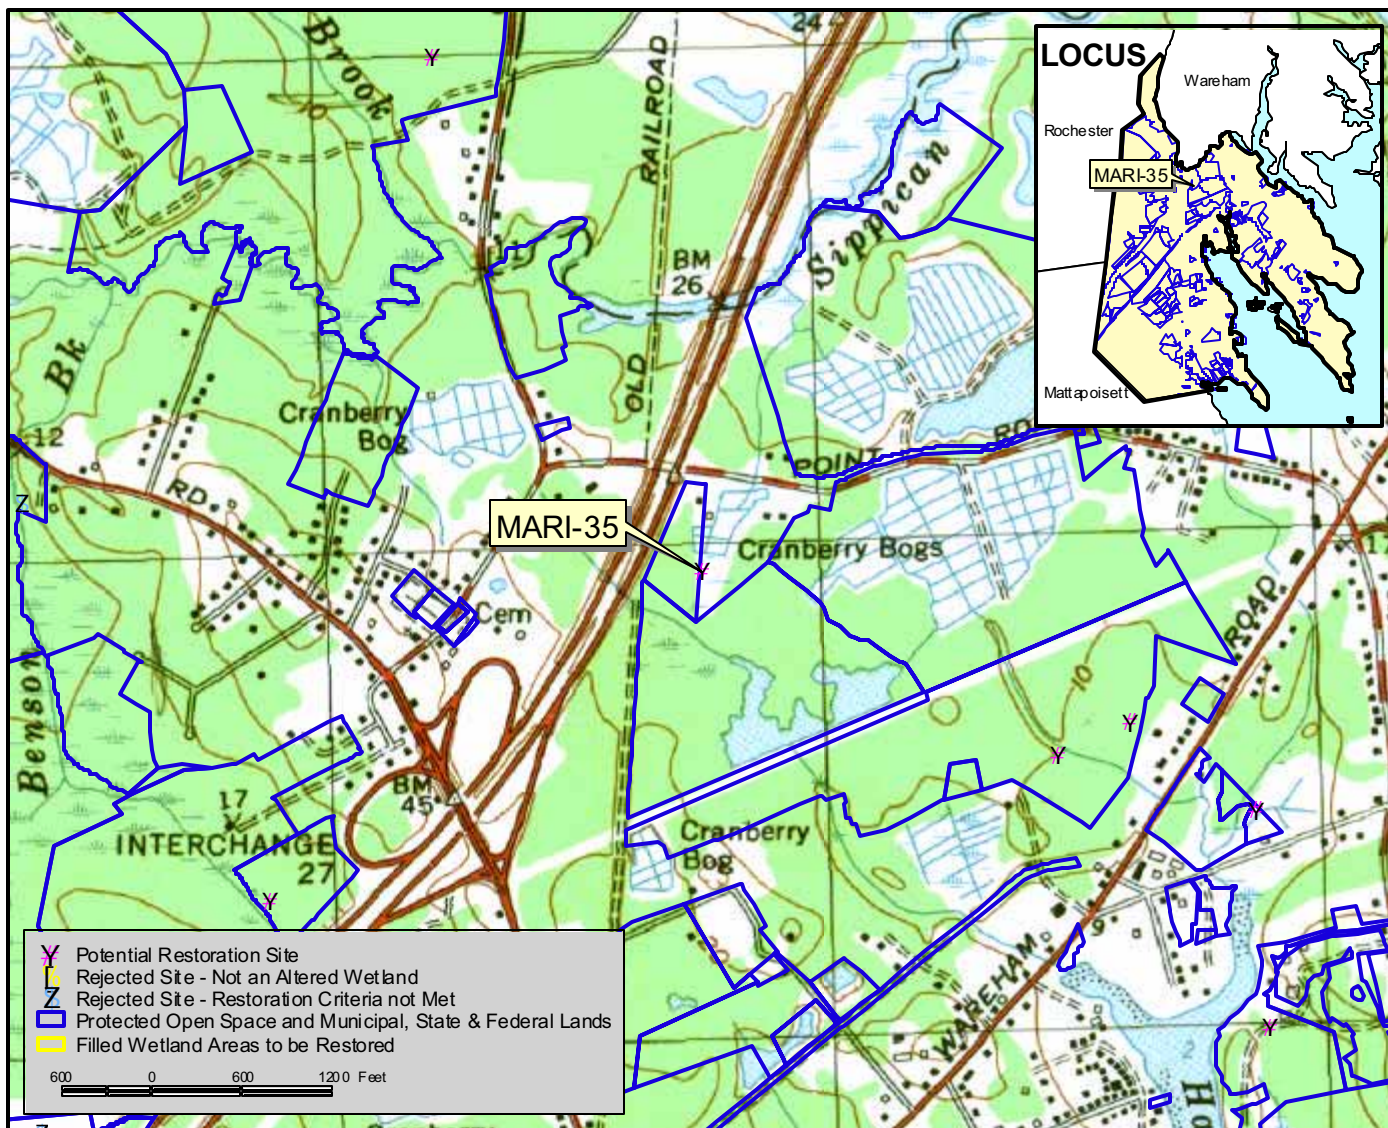 Brook
24
LOCUS
Wareham
Rochester
MARI-35
Mattapoisett
RAILROAD
Sippican
BM
26
OLD
Bk
12
Cranberry
Bog
RD
POINT
RO
MARI-35
Cranberry Bogs
Cem
ROAD
10
10
Benson
BM
45
17
INTERCHANGE
27
Cranberry
Bog
9
WAREHAM
2
Ha
Y Potential Restoration Site
L Rejected Site - Not an Altered Wetland
Z Rejected Site - Restoration Criteria not Met
Protected Open Space and Municipal, State & Federal Lands
Filled Wetland Areas to be Restored
600 0 600 1200 Feet